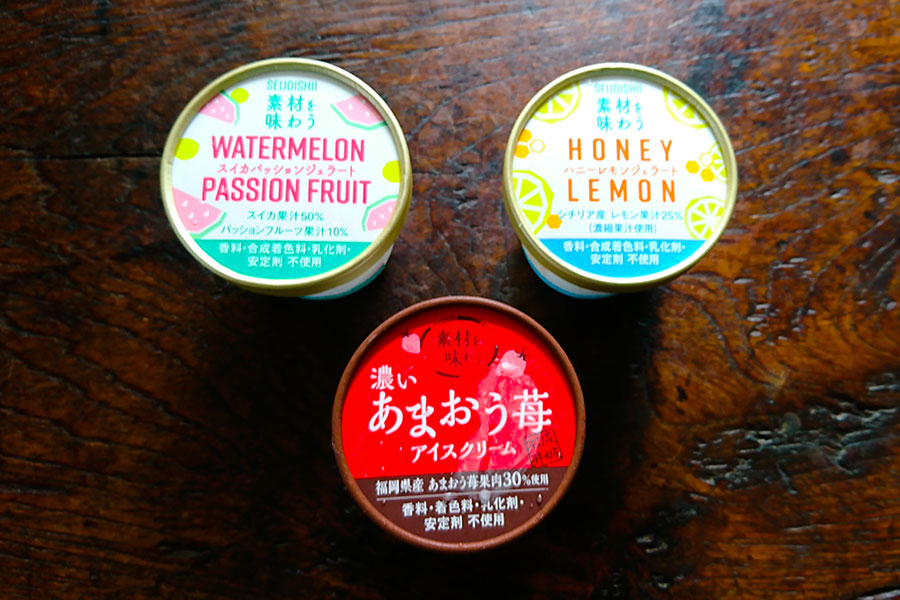 SEIJOISHII
素材を
味わう
WATERMELON
スイカパッションジェラート
PASSION FRUIT
スイカ果汁50%
パッションフルーツ果汁10%
香料・合成着色料・乳化剤・
安定剤 不使用
SEIJOISHII
素材を
味わう
HONEY
ハニーレモンジェラート
LEMON
シチリア産 レモン果汁25%
(濃縮果汁使用)
香料・合成着色料・乳化剤・
安定剤 不使用
素材を
味わう
濃い
あまおう苺
アイスクリーム
成城石井
福岡県産 あまおう苺果肉30%使用
香料・着色料・乳化剤・
安定剤 不使用